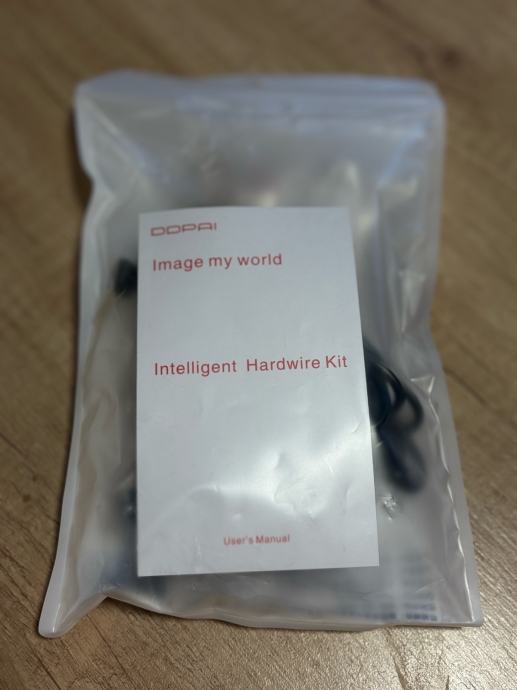 DDPAI
Image my world
Intelligent Hardwire Kit
User's Manual